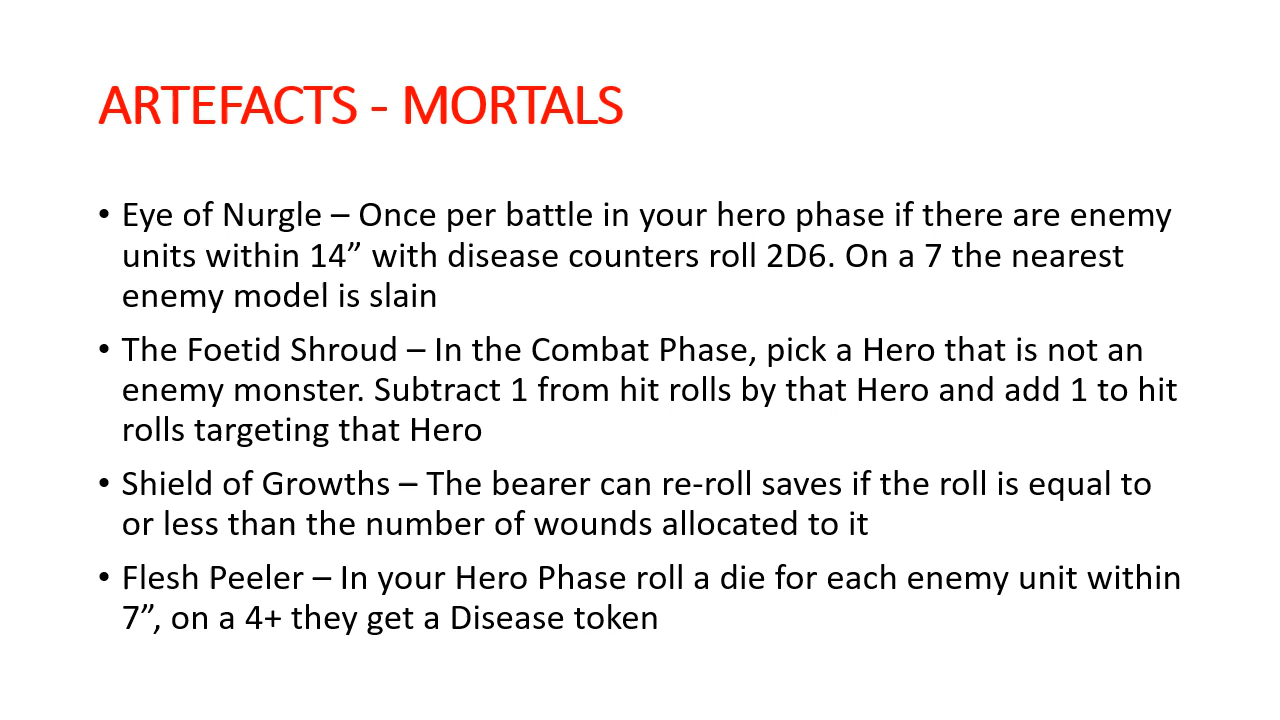 ARTEFACTS - MORTALS
• Eye of Nurgle – Once per battle in your hero phase if there are enemy
units within 14” with disease counters roll 2D6. On a 7 the nearest
enemy model is slain
• The Foetid Shroud – In the Combat Phase, pick a Hero that is not an
enemy monster. Subtract 1 from hit rolls by that Hero and add 1 to hit
rolls targeting that Hero
• Shield of Growths – The bearer can re-roll saves if the roll is equal to
or less than the number of wounds allocated to it
• Flesh Peeler – In your Hero Phase roll a die for each enemy unit within
7”, on a 4+ they get a Disease token